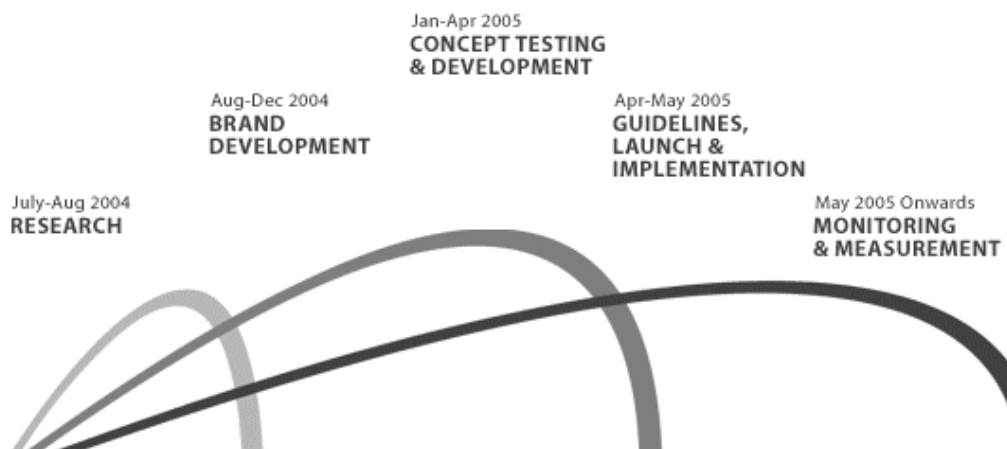 July-Aug 2004
RESEARCH
Aug-Dec 2004
BRAND
DEVELOPMENT
Jan-Apr 2005
CONCEPT TESTING
& DEVELOPMENT
Apr-May 2005
GUIDELINES,
LAUNCH &
IMPLEMENTATION
May 2005 Onwards
MONITORING
& MEASUREMENT